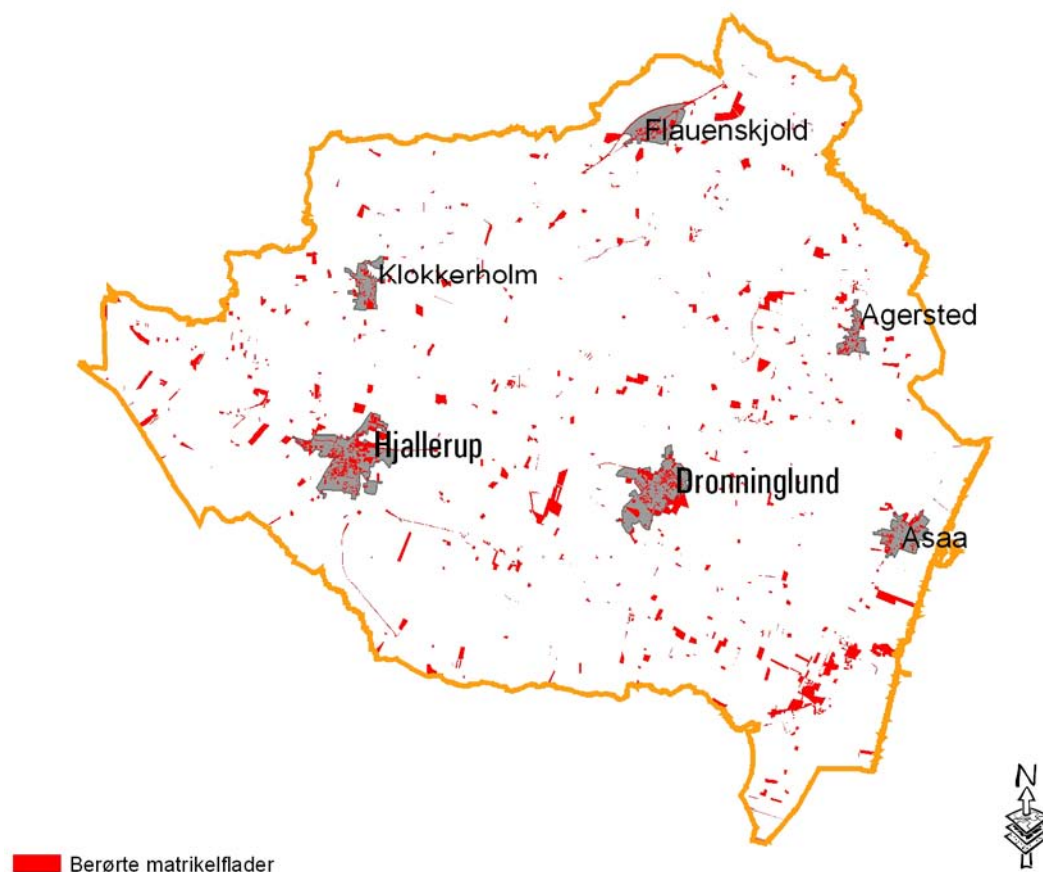 Flauenskjold
Klokkerholm
Agersted
Hjallerup
Dronninglund
Asaa
N
Berørte matrikelflader